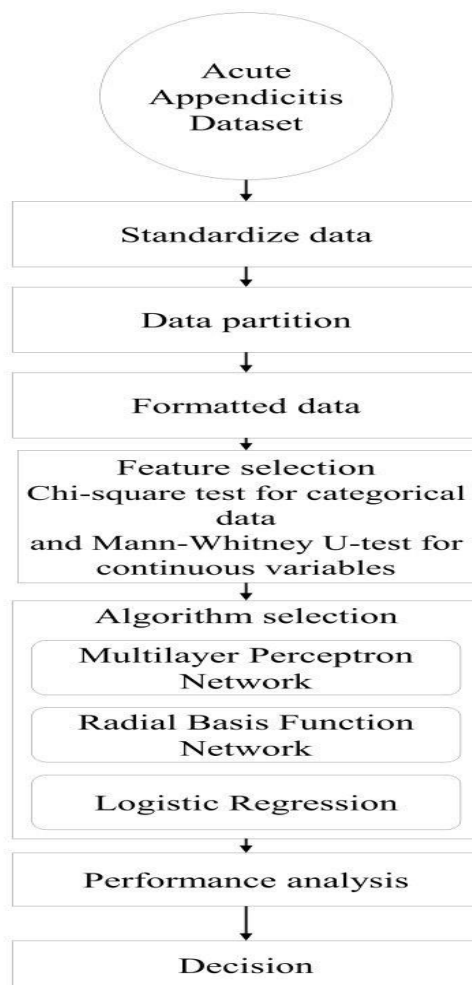 Acute
Appendicitis
Dataset
Standardize data
Data partition
Formatted data
Feature selection
Chi-square test for categorical
data
and Mann-Whitney U-test for
continuous variables
Algorithm selection
Multilayer Perceptron
Network
Radial Basis Function
Network
Logistic Regression
Performance analysis
Decision